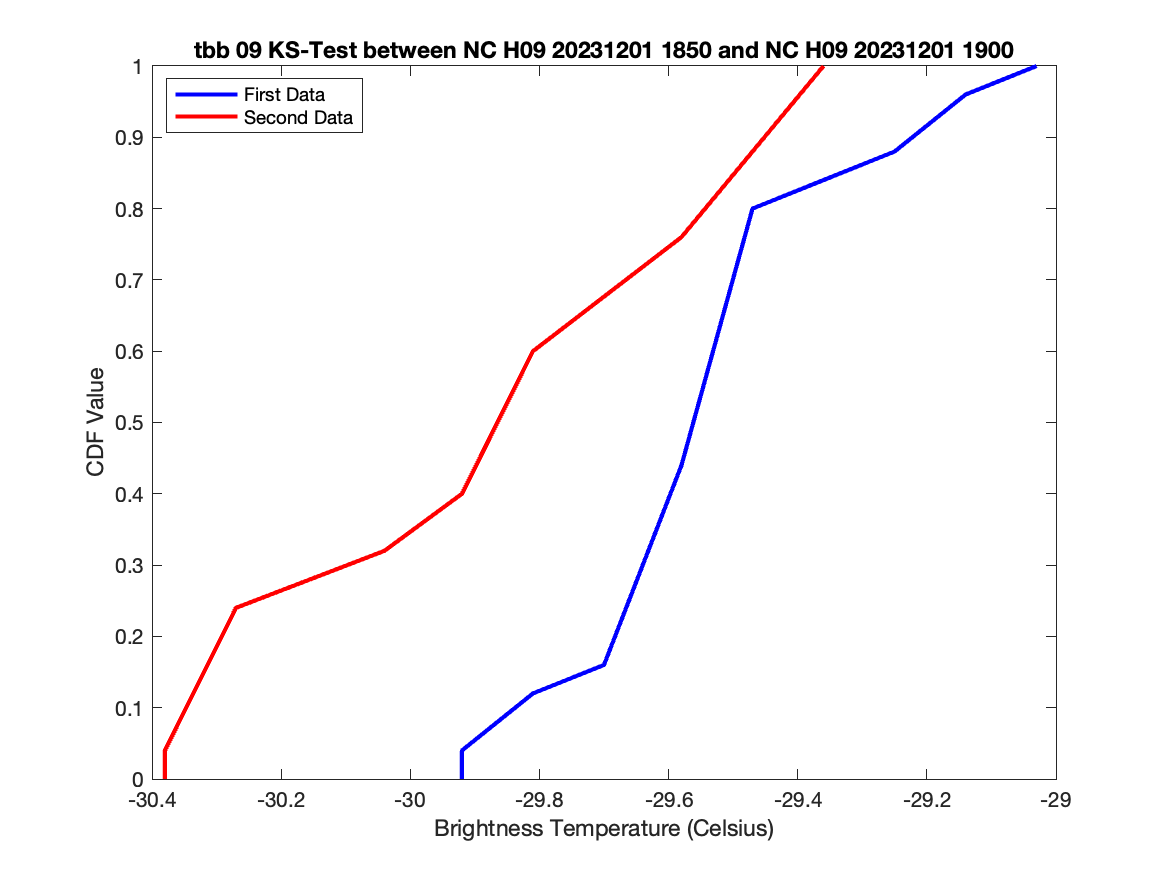 tbb 09 KS-Test between NC H09 20231201 1850 and NC H09 20231201 1900
First Data
Second Data
1
0.9
0.8
0.7
0.6
0.5
0.4
0.3
0.2
0.1
0
CDF Value
-30.4 -30.2 -30 -29.8 -29.6 -29.4 -29.2 -29
Brightness Temperature (Celsius)